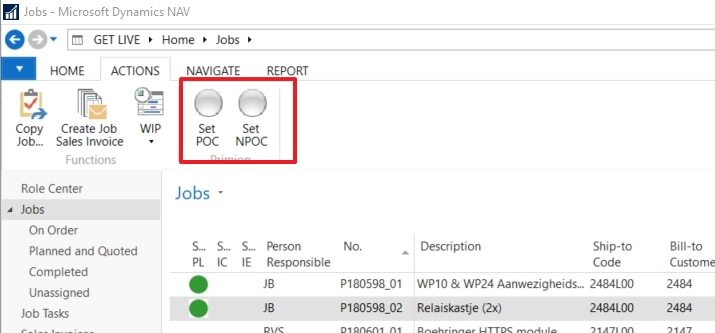 Jobs - Microsoft Dynamics NAV
GET LIVE Home Jobs
HOME ACTIONS NAVIGATE REPORT
Copy Job...
Create Job Sales Invoice
WIP
Set POC
Set NPOC
Functions
Primion
Role Center
Jobs
On Order
Planned and Quoted
Completed
Unassigned
Job Tasks
Sales Invoices
Jobs
S... PL S... IC S... IE Person Responsible No. Description Ship-to Code Bill-to Custome
JB P180598_01 WP10 & WP24 Aanwezigheids... 2484L00 2484
JB P180598_02 Relaiskastje (2x) 2484L00 2484
RVS P180601_01 Boehringer HTTPS module 2147L00 2147